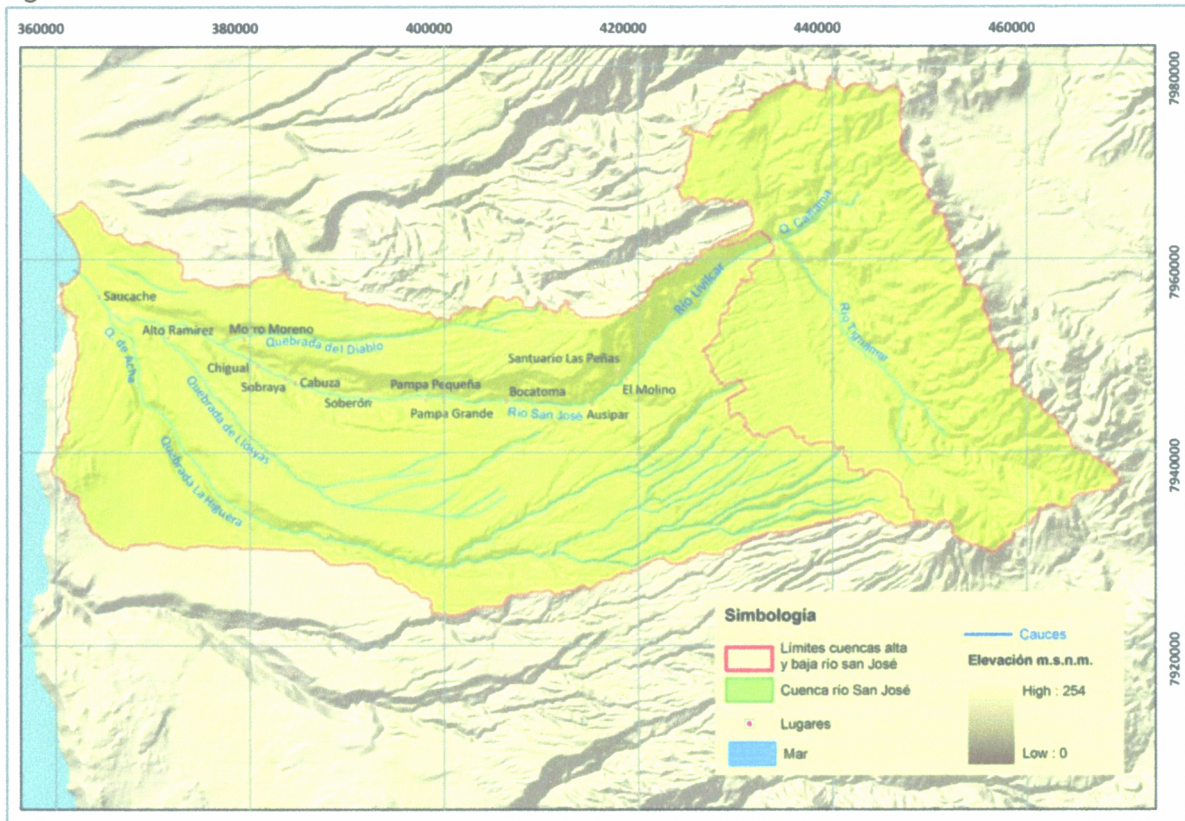 360000 380000 400000 420000 440000 460000
7980000
7960000
7940000
7920000
Q. Caritama
Río Livilcar
Río Tignámar
Saucache
Alto Ramírez
Morro Moreno
Quebrada del Diablo
Q. de Acha
Chigual
Sobraya
Cabuza
Soberón
Santuario Las Peñas
Pampa Pequeña
Bocatoma
El Molino
Pampa Grande
Río San José
Ausipar
Quebrada de Llosyas
Quebrada La Higuera
Simbología
Límites cuencas alta
y baja río san José
Cuenca río San José
Lugares
Mar
Cauces
Elevación m.s.n.m.
High : 254
Low : 0